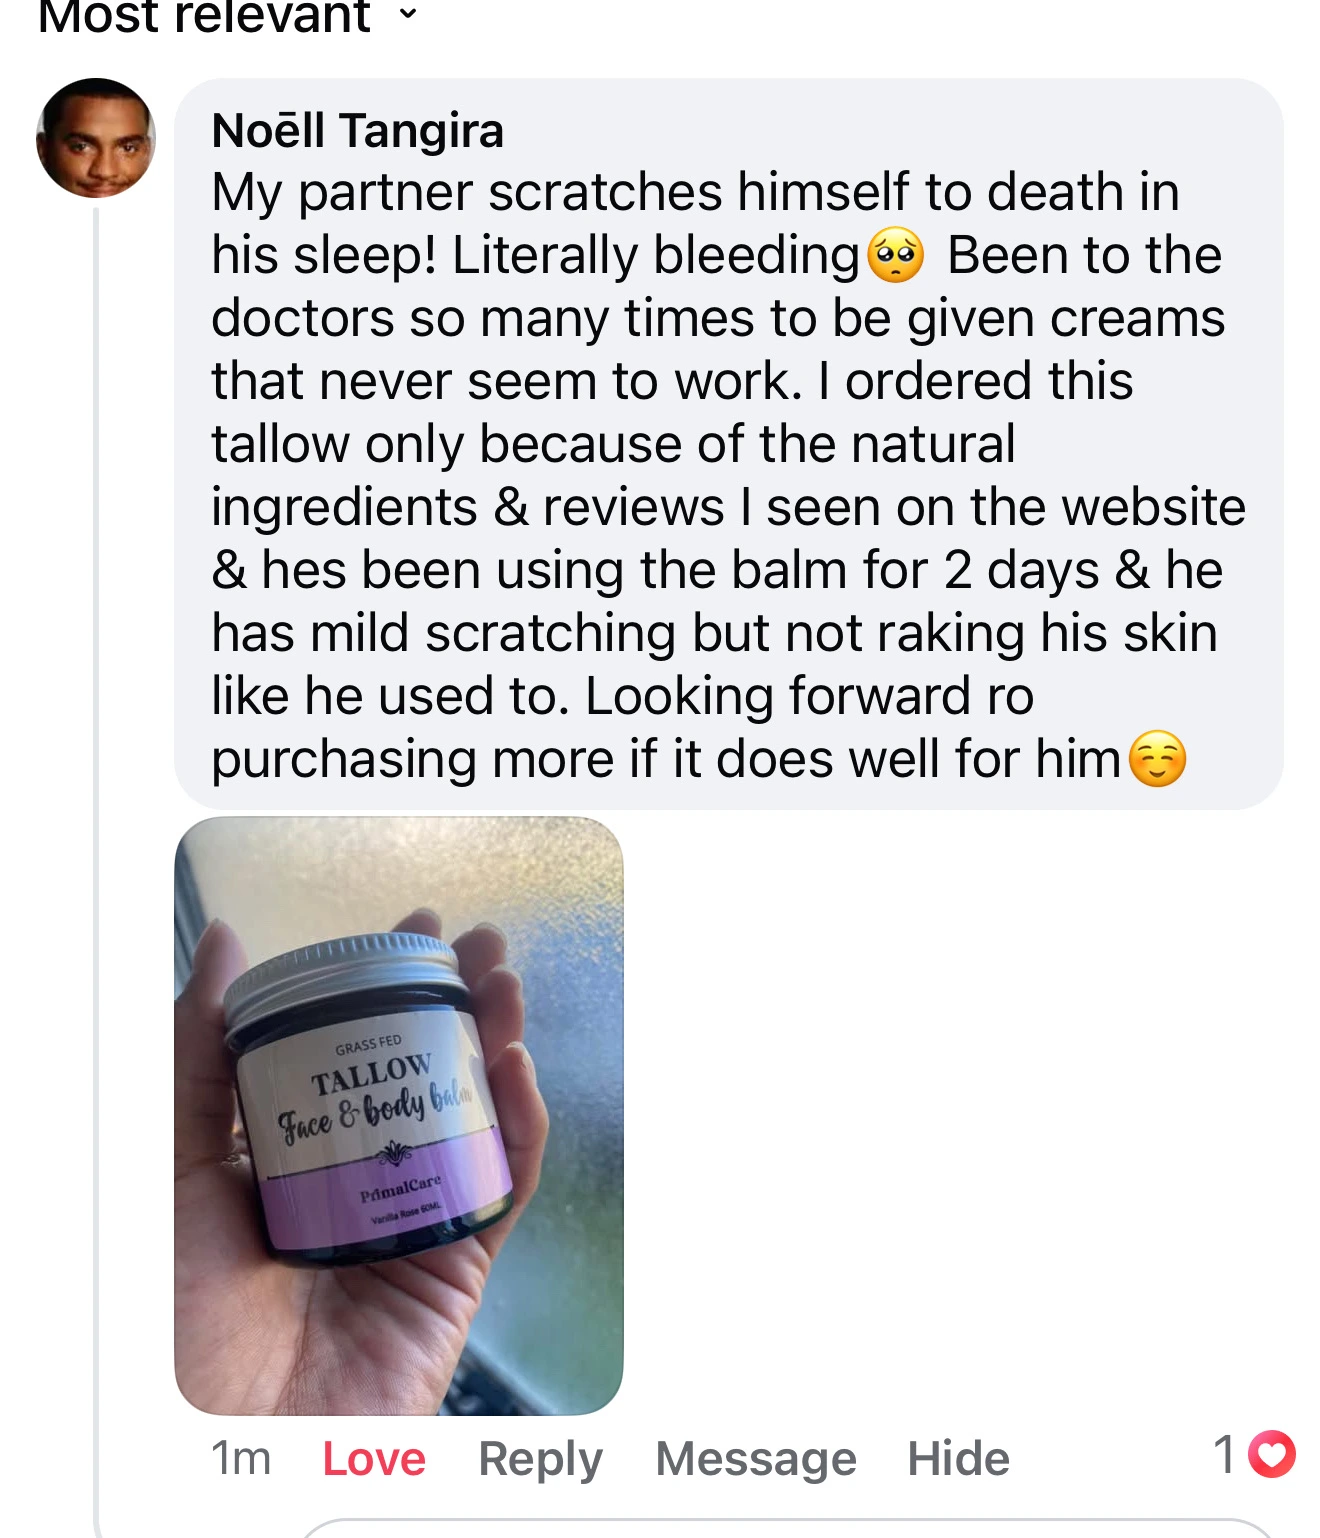 Most relevant
Noēll Tangira
My partner scratches himself to death in
his sleep! Literally bleeding🥺 Been to the
doctors so many times to be given creams
that never seem to work. I ordered this
tallow only because of the natural
ingredients & reviews I seen on the website
& hes been using the balm for 2 days & he
has mild scratching but not raking his skin
like he used to. Looking forward ro
purchasing more if it does well for him☺️
GRASS FED
TALLOW
Face & body balm
PrimalCare
Vanilla Rose 60ML
1m Love Reply Message Hide 1